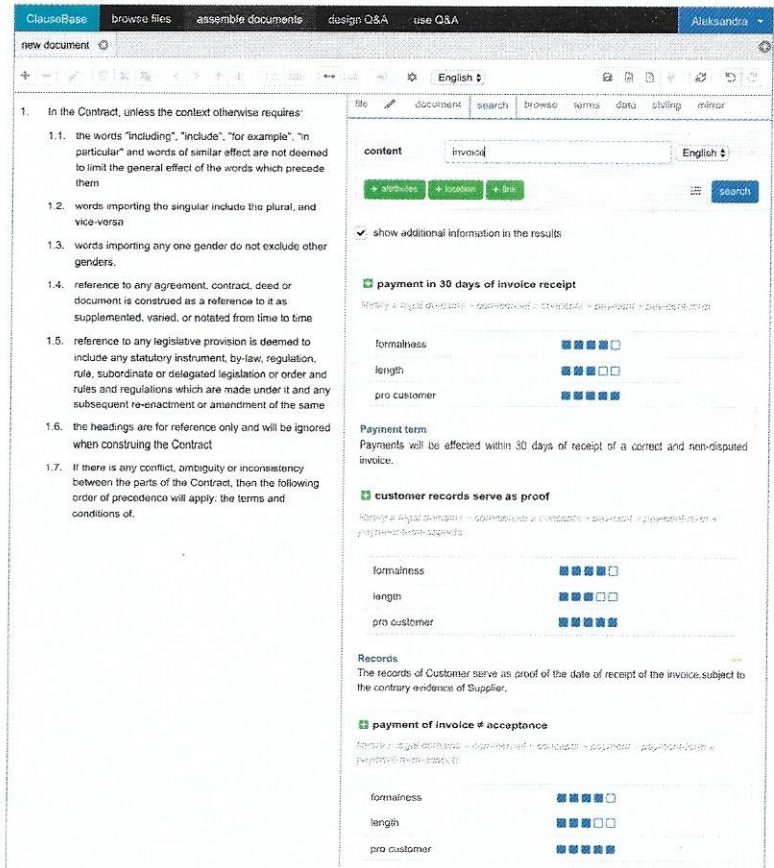 ClauseBase browse files assemble documents design Q&A use Q&A Aleksandra
new document
English
1. In the Contract, unless the context otherwise requires:
1.1. the words "including", "include", "for example", "in
particular" and words of similar effect are not deemed
to limit the general effect of the words which precede
them
1.2. words importing the singular include the plural, and
vice-versa
1.3. words importing any one gender do not exclude other
genders.
1.4. reference to any agreement, contract, deed or
document is construed as a reference to it as
supplemented, varied, or notated from time to time
1.5. reference to any legislative provision is deemed to
include any statutory instrument, by-law, regulation,
rule, subordinate or delegated legislation or order and
rules and regulations which are made under it and any
subsequent re-enactment or amendment of the same
1.6. the headings are for reference only and will be ignored
when construing the Contract
1.7. If there is any conflict, ambiguity or inconsistency
between the parts of the Contract, then the following
order of precedence will apply: the terms and
conditions of.
file document search browse terms data styling mirror
content invoice English
+ attributes + location + link search
show additional information in the results
payment in 30 days of invoice receipt
formalness
length
pro customer
Payment term
Payments will be effected within 30 days of receipt of a correct and non-disputed
invoice.
customer records serve as proof
formalness
length
pro customer
Records
The records of Customer serve as proof of the date of receipt of the invoice, subject to
the contrary evidence of Supplier.
payment of invoice ≠ acceptance
formalness
length
pro customer